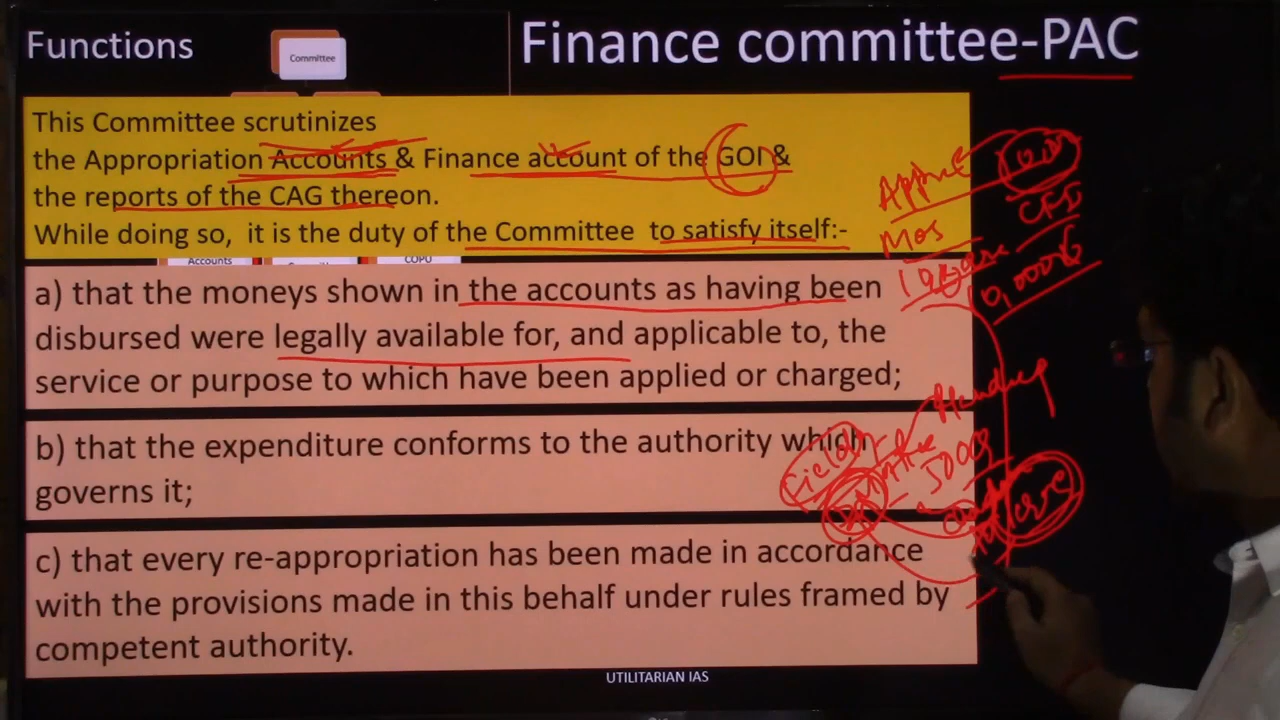 Functions
Committee
Finance committee-PAC
This Committee scrutinizes
the Appropriation Accounts & Finance account of the GOI &
the reports of the CAG thereon.
While doing so, it is the duty of the Committee to satisfy itself:-
Accounts
COPU
a) that the moneys shown in the accounts as having been
disbursed were legally available for, and applicable to, the
service or purpose to which have been applied or charged;
b) that the expenditure conforms to the authority which
governs it;
c) that every re-appropriation has been made in accordance
with the provisions made in this behalf under rules framed by
competent authority.
UTILITARIAN IAS